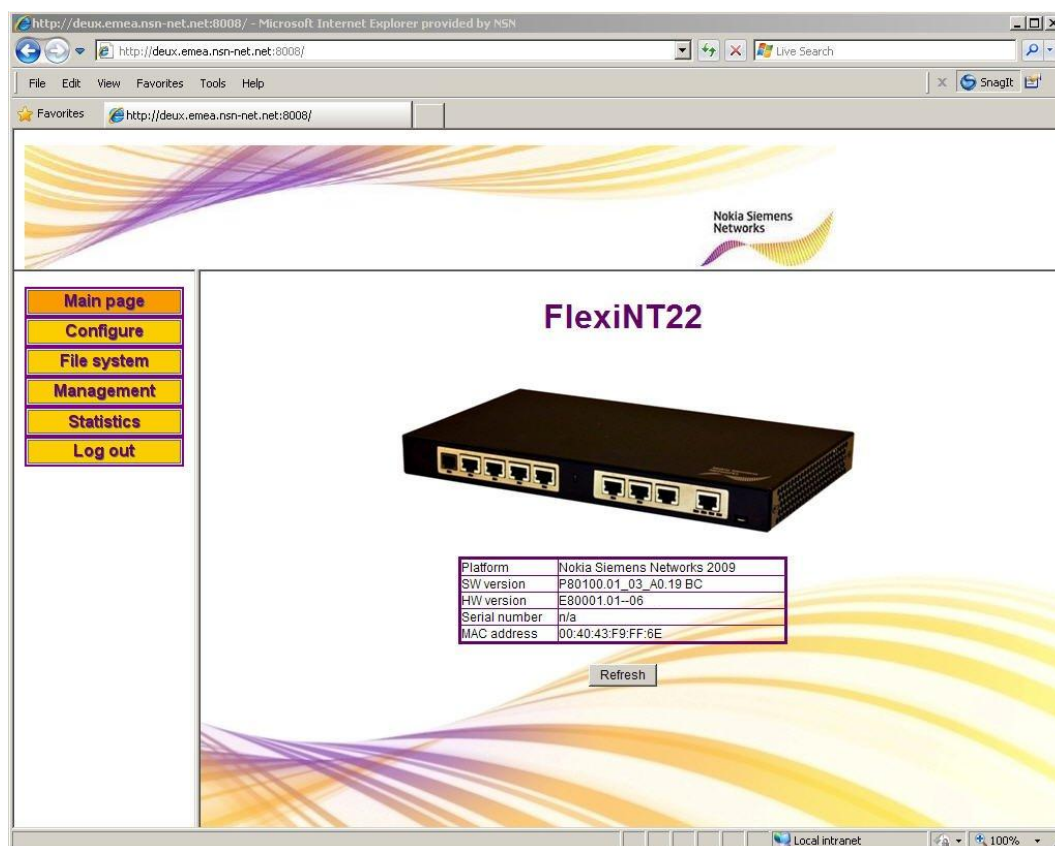 http://deux.emea.nsn-net.net:8008/ - Microsoft Internet Explorer provided by NSN
http://deux.emea.nsn-net.net:8008/
Live Search
File Edit View Favorites Tools Help
x SnagIt
Favorites
http://deux.emea.nsn-net.net:8008/
Nokia Siemens
Networks
Main page
Configure
File system
Management
Statistics
Log out
FlexiNT22
Platform Nokia Siemens Networks 2009
SW version P80100.01_03_A0.19 BC
HW version E80001.01--06
Serial number n/a
MAC address 00:40:43:F9:FF:6E
Refresh
Local intranet
100%